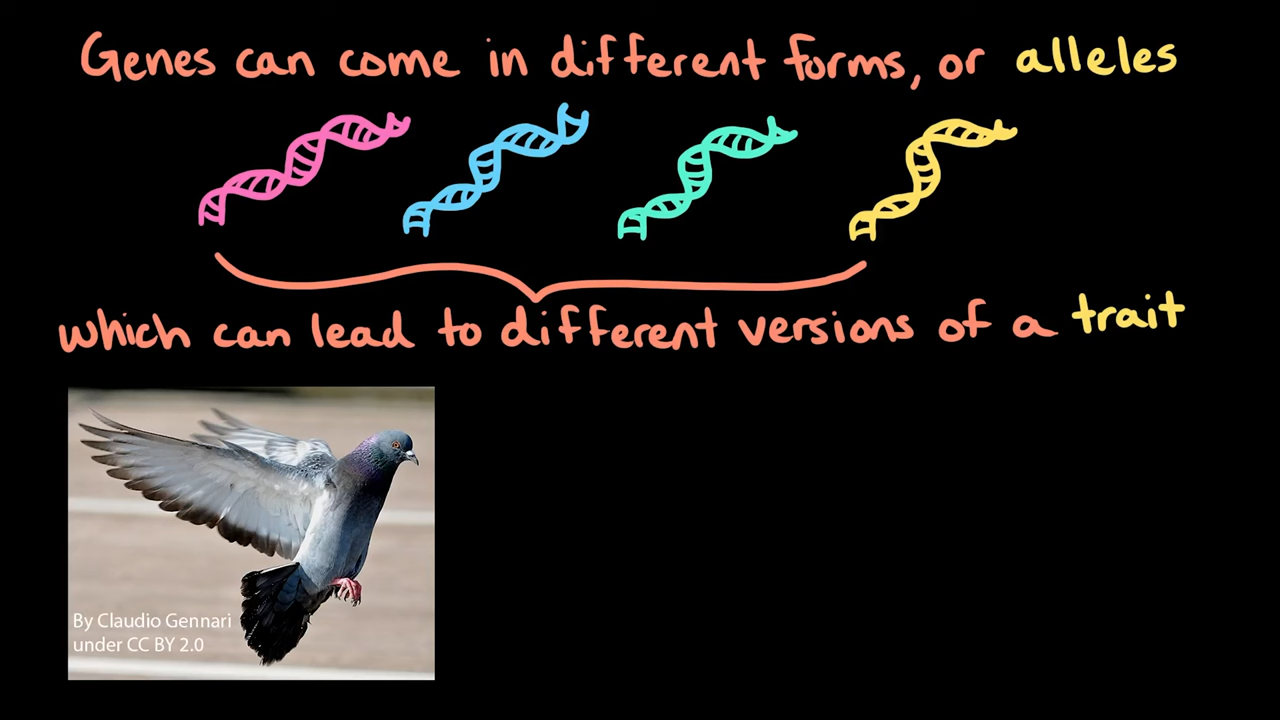 Genes can come in different forms, or alleles
which can lead to different versions of a trait
By Claudio Gennari
under CC BY 2.0